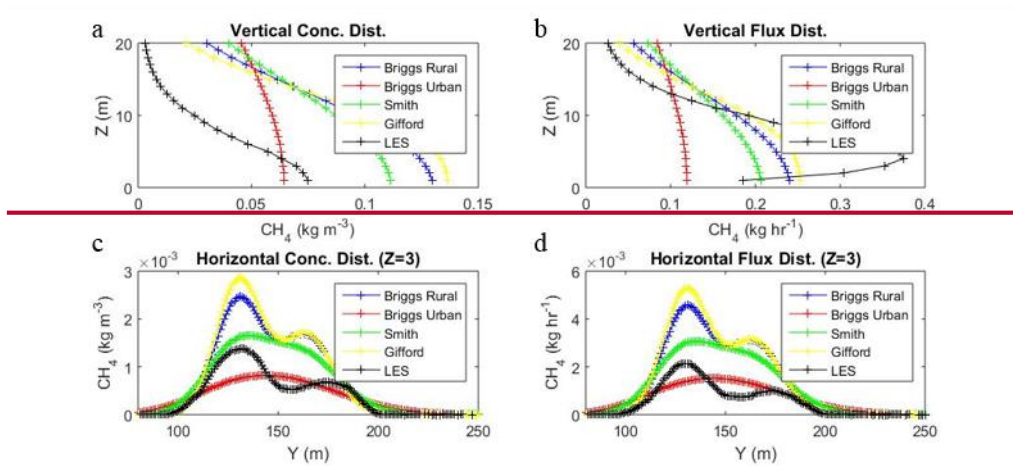 a
Vertical Conc. Dist.
20
10
0
Z (m)
0
0.05
0.1
0.15
CH4 (kg m-3)
Briggs Rural
Briggs Urban
Smith
Gifford
LES
b
Vertical Flux Dist.
20
10
0
Z (m)
0
0.1
0.2
0.3
0.4
CH4 (kg hr-1)
Briggs Rural
Briggs Urban
Smith
Gifford
LES
c
×10-3
Horizontal Conc. Dist. (Z=3)
3
2
1
0
CH4 (kg m-3)
100
150
200
250
Y (m)
Briggs Rural
Briggs Urban
Smith
Gifford
LES
d
×10-3
Horizontal Flux Dist. (Z=3)
6
4
2
0
CH4 (kg hr-1)
100
150
200
250
Y (m)
Briggs Rural
Briggs Urban
Smith
Gifford
LES